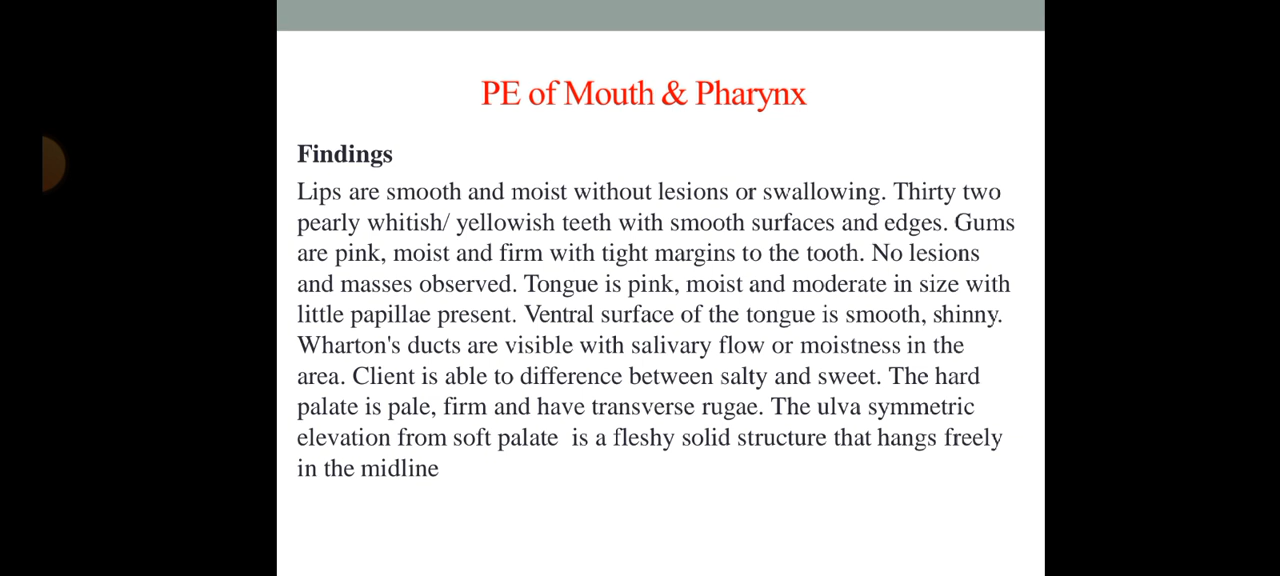 PE of Mouth & Pharynx
Findings
Lips are smooth and moist without lesions or swallowing. Thirty two
pearly whitish/ yellowish teeth with smooth surfaces and edges. Gums
are pink, moist and firm with tight margins to the tooth. No lesions
and masses observed. Tongue is pink, moist and moderate in size with
little papillae present. Ventral surface of the tongue is smooth, shinny.
Wharton's ducts are visible with salivary flow or moistness in the
area. Client is able to difference between salty and sweet. The hard
palate is pale, firm and have transverse rugae. The ulva symmetric
elevation from soft palate  is a fleshy solid structure that hangs freely
in the midline